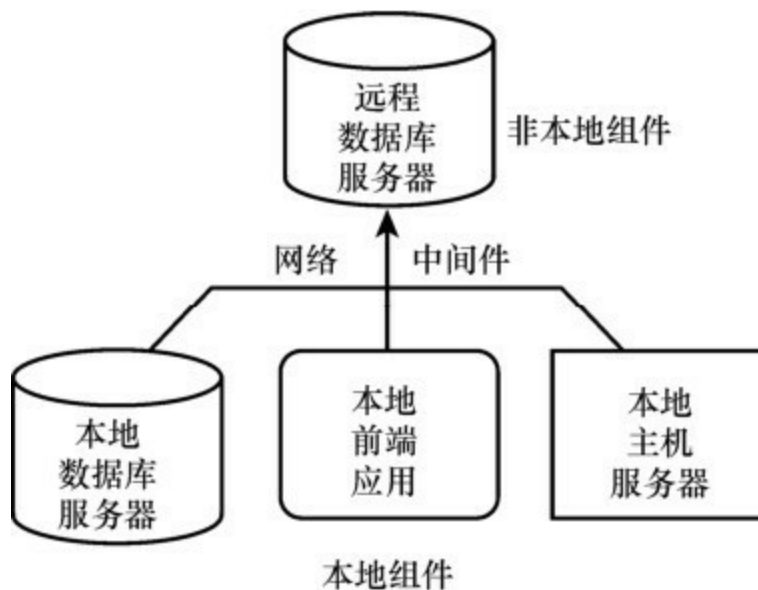 远程
数据库
服务器
非本地组件
网络
中间件
本地
数据库
服务器
本地
前端
应用
本地
主机
服务器
本地组件